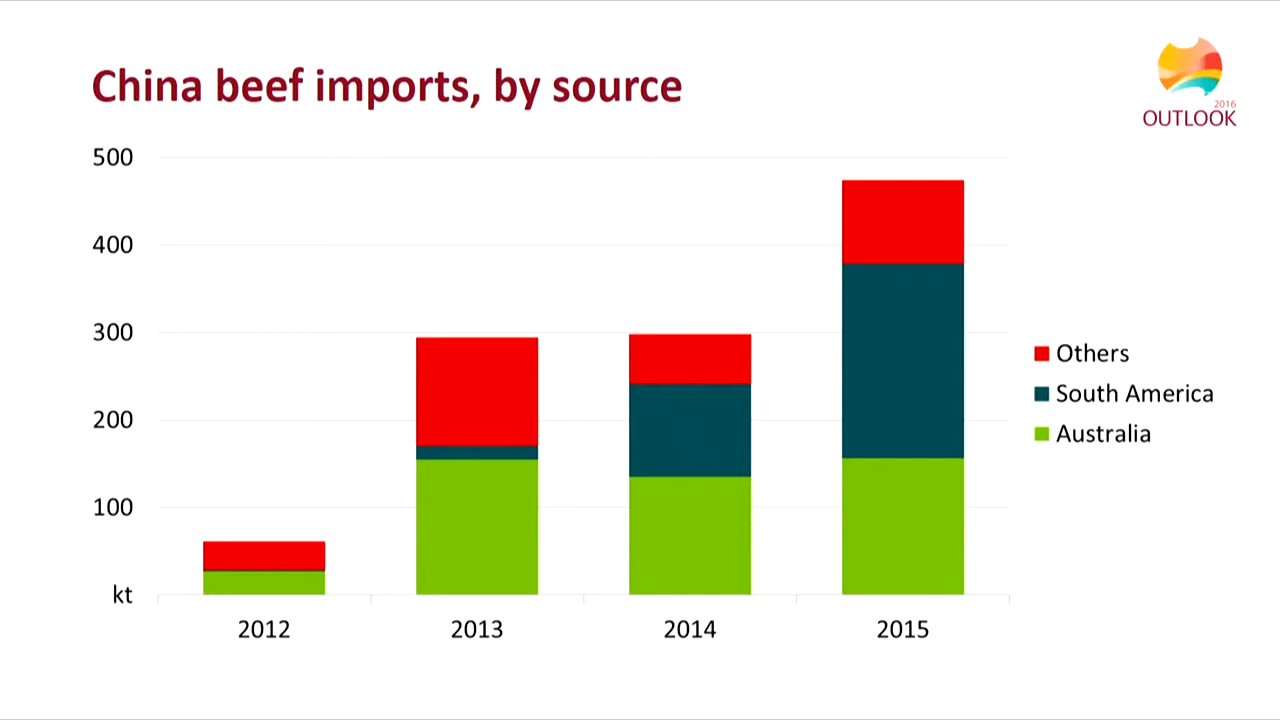 China beef imports, by source
2016
OUTLOOK
500
400
300
200
100
kt
2012
2013
2014
2015
Others
South America
Australia